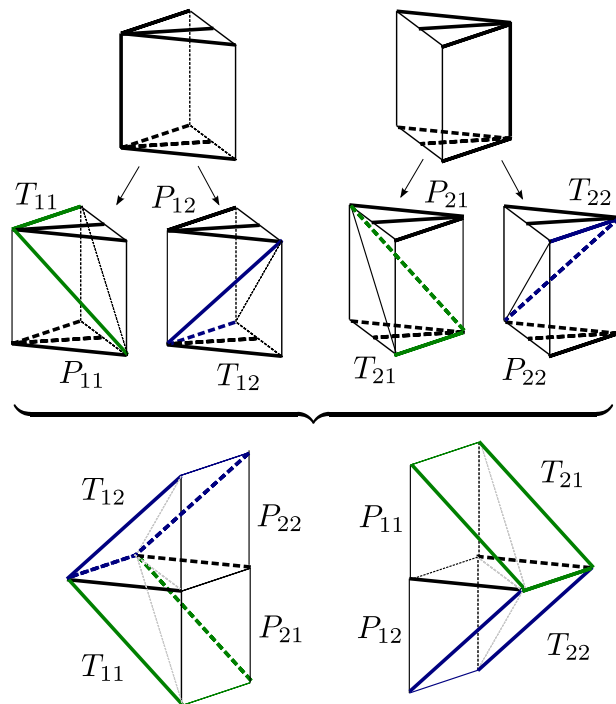 T₁₁ P₁₂ P₂₁ T₂₂
P₁₁ T₁₂ T₂₁ P₂₂
T₁₂ P₂₂ P₁₁ T₂₁
T₁₁ P₂₁ P₁₂ T₂₂